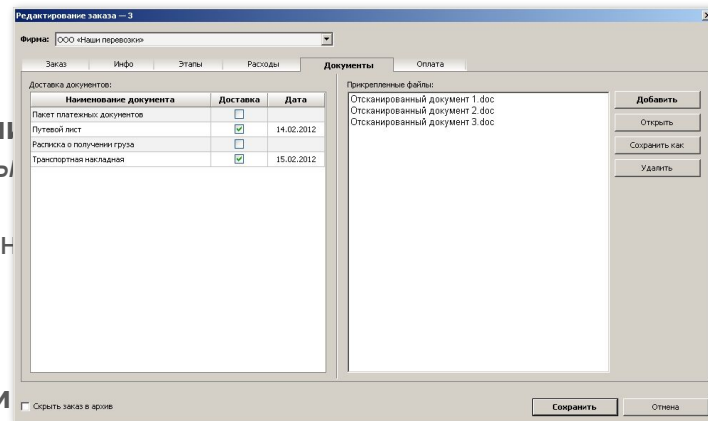 Редактирование заказа — 3
Фирма: ООО «Наши перевозки»
Заказ Инфо Этапы Расходы Документы Оплата
Доставка документов:
Наименование документа Доставка Дата
Пакет платежных документов
Путевой лист 14.02.2012
Расписка о получении груза
Транспортная накладная 15.02.2012
Прикрепленные файлы:
Отсканированный документ 1.doc
Отсканированный документ 2.doc
Отсканированный документ 3.doc
Добавить
Открыть
Сохранить как
Удалить
Скрыть заказ в архив
Сохранить Отмена